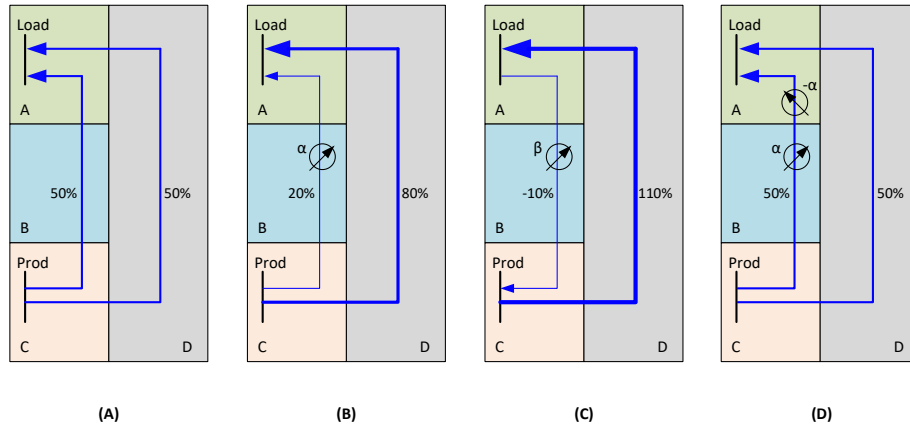 Load
A
50%
50%
B
Prod
C
D
(A)
Load
A
α
20%
80%
B
Prod
C
D
(B)
Load
A
β
-10%
110%
B
Prod
C
D
(C)
Load
-α
A
α
50%
50%
B
Prod
C
D
(D)